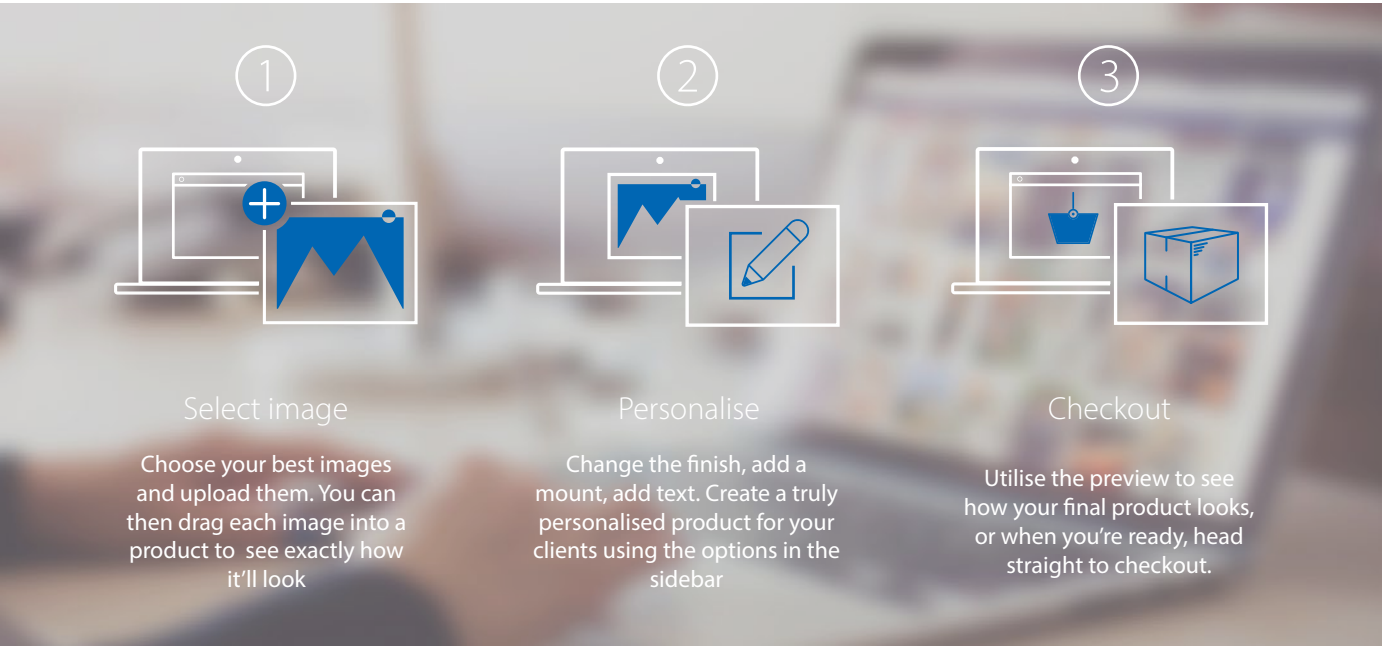 1
2
3
Select image
Choose your best images
and upload them. You can
then drag each image into a
product to  see exactly how
it'll look
Personalise
Change the finish, add a
mount, add text. Create a truly
personalised product for your
clients using the options in the
sidebar
Checkout
Utilise the preview to see
how your final product looks,
or when you're ready, head
straight to checkout.